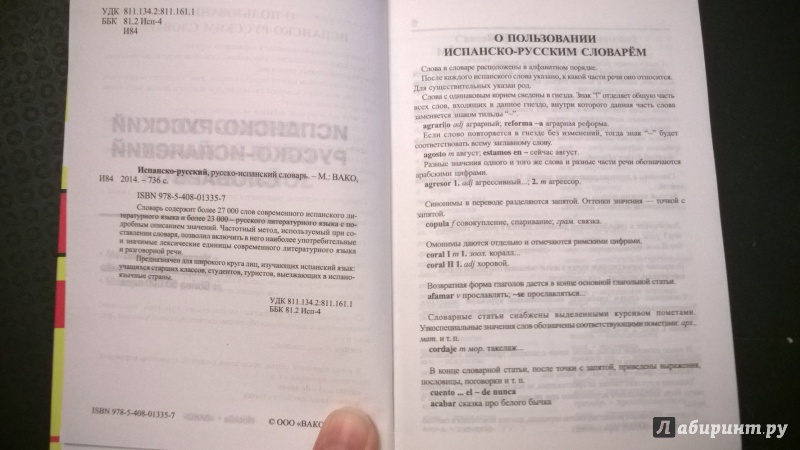 УДК 811.134.2:811.161.1
ББК 81.2 Исп-4
И84
Испанско-русский, русско-испанский словарь. – М.: ВАКО,
И84 2014. – 736 с.
ISBN 978-5-408-01335-7
Словарь содержит более 27 000 слов современного испанского ли-
тературного языка и более 23 000 – русского литературного языка с по-
дробным описанием значений. Частотный метод, используемый при со-
ставлении словаря, позволил включить в него наиболее употребительные
и значимые лексические единицы современного литературного языка
и разговорной речи.
Предназначен для широкого круга лиц, изучающих испанский язык:
учащихся старших классов, студентов, туристов, выезжающих в испано-
язычные страны.
УДК 811.134.2:811.161.1
ББК 81.2 Исп-4
ISBN 978-5-408-01335-7
© ООО «ВАКО»,
О ПОЛЬЗОВАНИИ
ИСПАНСКО-РУССКИМ СЛОВАРЁМ
Слова в словаре расположены в алфавитном порядке.
После каждого испанского слова указано, к какой части речи оно относится.
Для существительных указан род.
Слова с одинаковым корнем сведены в гнезда. Знак "|" отделяет общую часть
всех слов, входящих в данное гнездо, внутри которого данная часть слова
заменяется знаком тильды "~".
agrari|o adj аграрный; reforma ~a аграрная реформа.
Если слово повторяется в гнезде без изменений, тогда знак "~" будет
соответствовать всему заглавному слову.
agosto m август; estamos en ~ сейчас август.
Разные значения одного и того же слова и разные части речи обозначаются
арабскими цифрами.
agresor 1. adj агрессивный...; 2. m агрессор.
Синонимы в переводе разделяются запятой. Оттенки значения — точкой с
запятой.
copula f совокупление, спаривание; грам. связка.
Омонимы даются отдельно и отмечаются римскими цифрами.
coral I m 1. зоол. коралл...
coral II 1. adj хоровой.
Возвратная форма глаголов дается в конце основной глагольной статьи.
afamar v прославлять; ~se прославляться...
Словарные статьи снабжены выделенными курсивом пометами.
Узкоспециальные значения слов обозначены соответствующими пометами: арх.,
мат. и т. п.
cordaje m мор. такелаж...
В конце словарной статьи, после точки с запятой, приведены выражения,
пословицы, поговорки и т. п.
cuento ... el ~ de nunca
acabar сказка про белого бычка
Лабиринт.ру